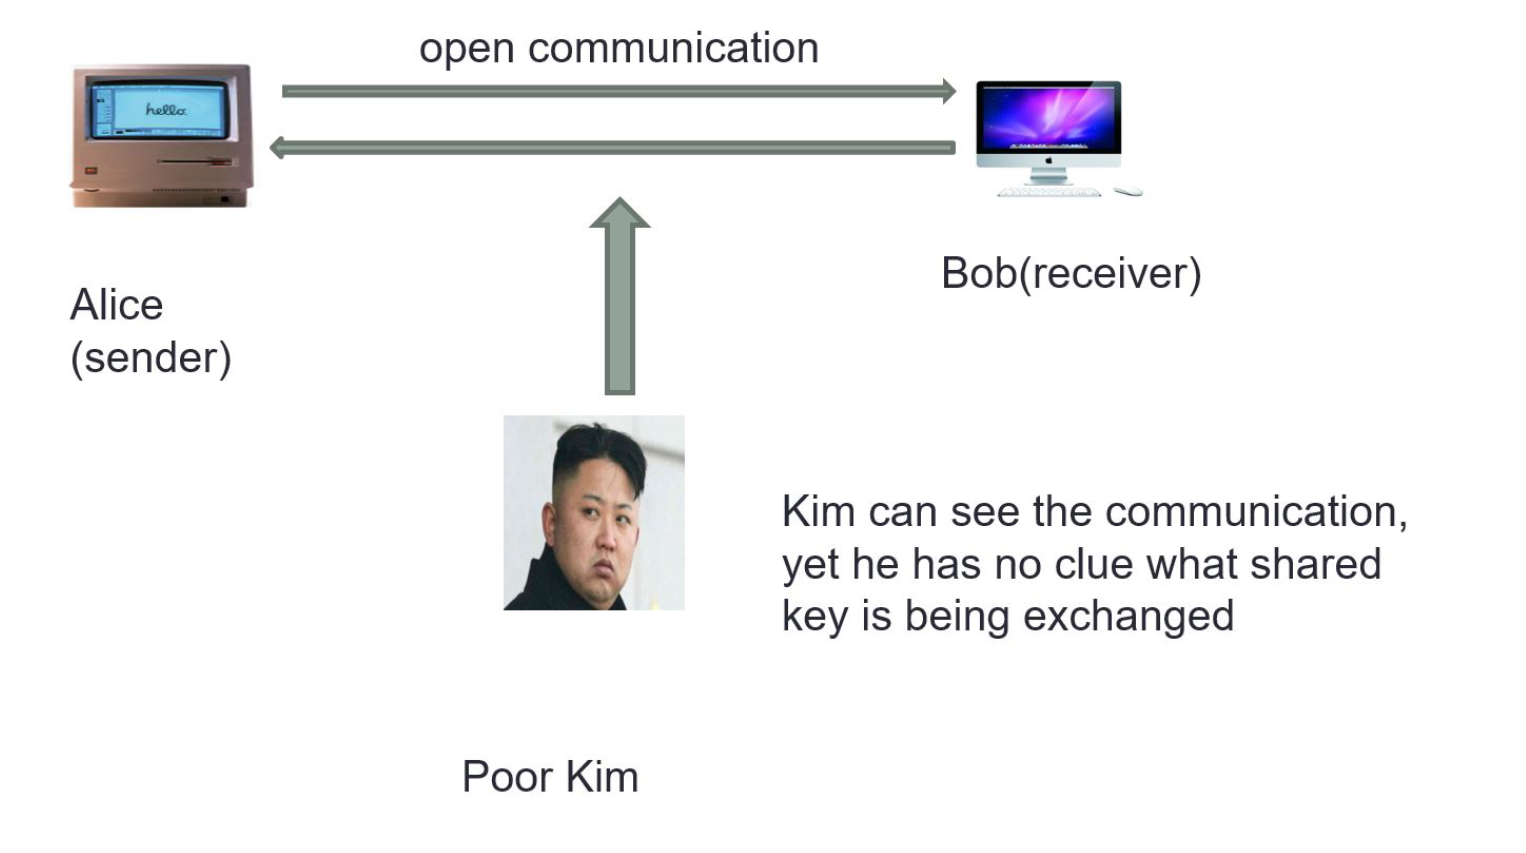 open communication
hello.
Alice
(sender)
Bob(receiver)
Kim can see the communication,
yet he has no clue what shared
key is being exchanged
Poor Kim